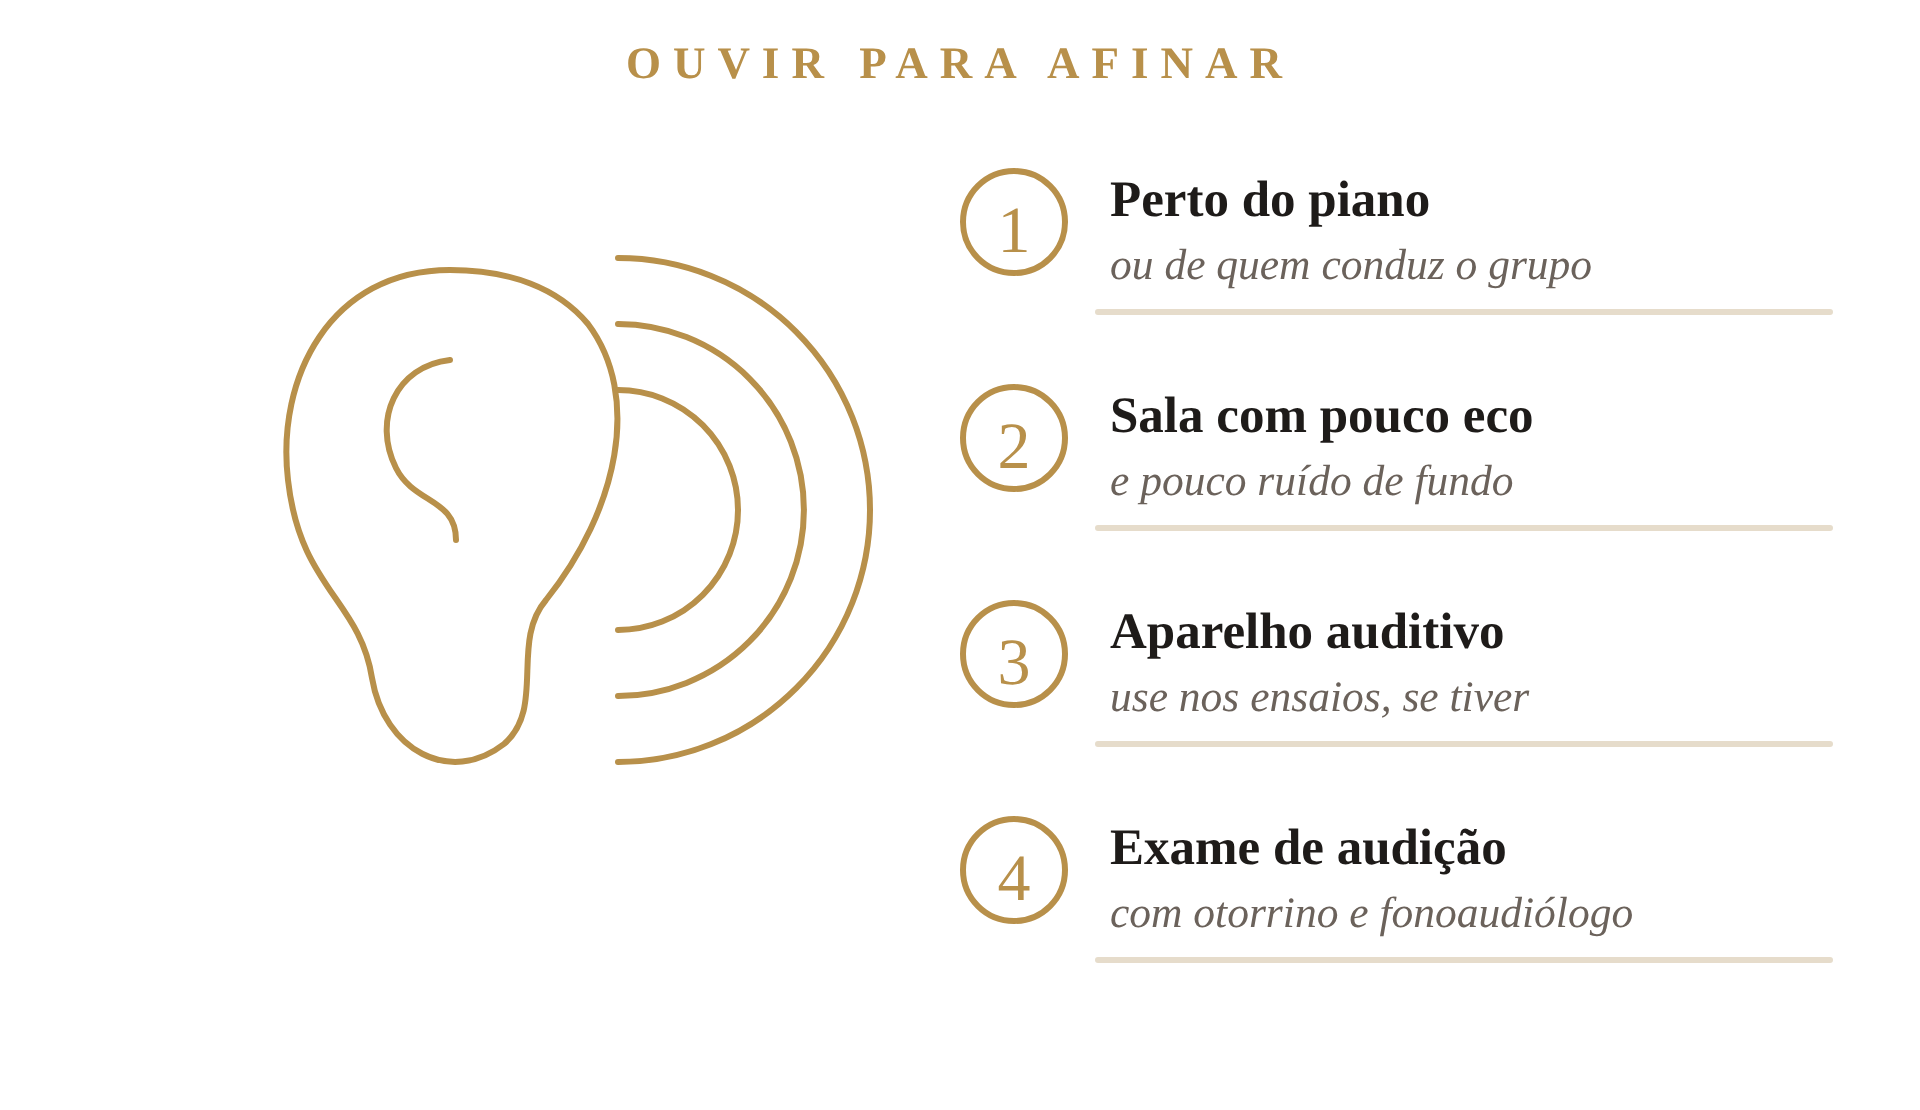 OUVIR PARA AFINAR
1
Perto do piano
ou de quem conduz o grupo
2
Sala com pouco eco
e pouco ruído de fundo
3
Aparelho auditivo
use nos ensaios, se tiver
4
Exame de audição
com otorrino e fonoaudiólogo